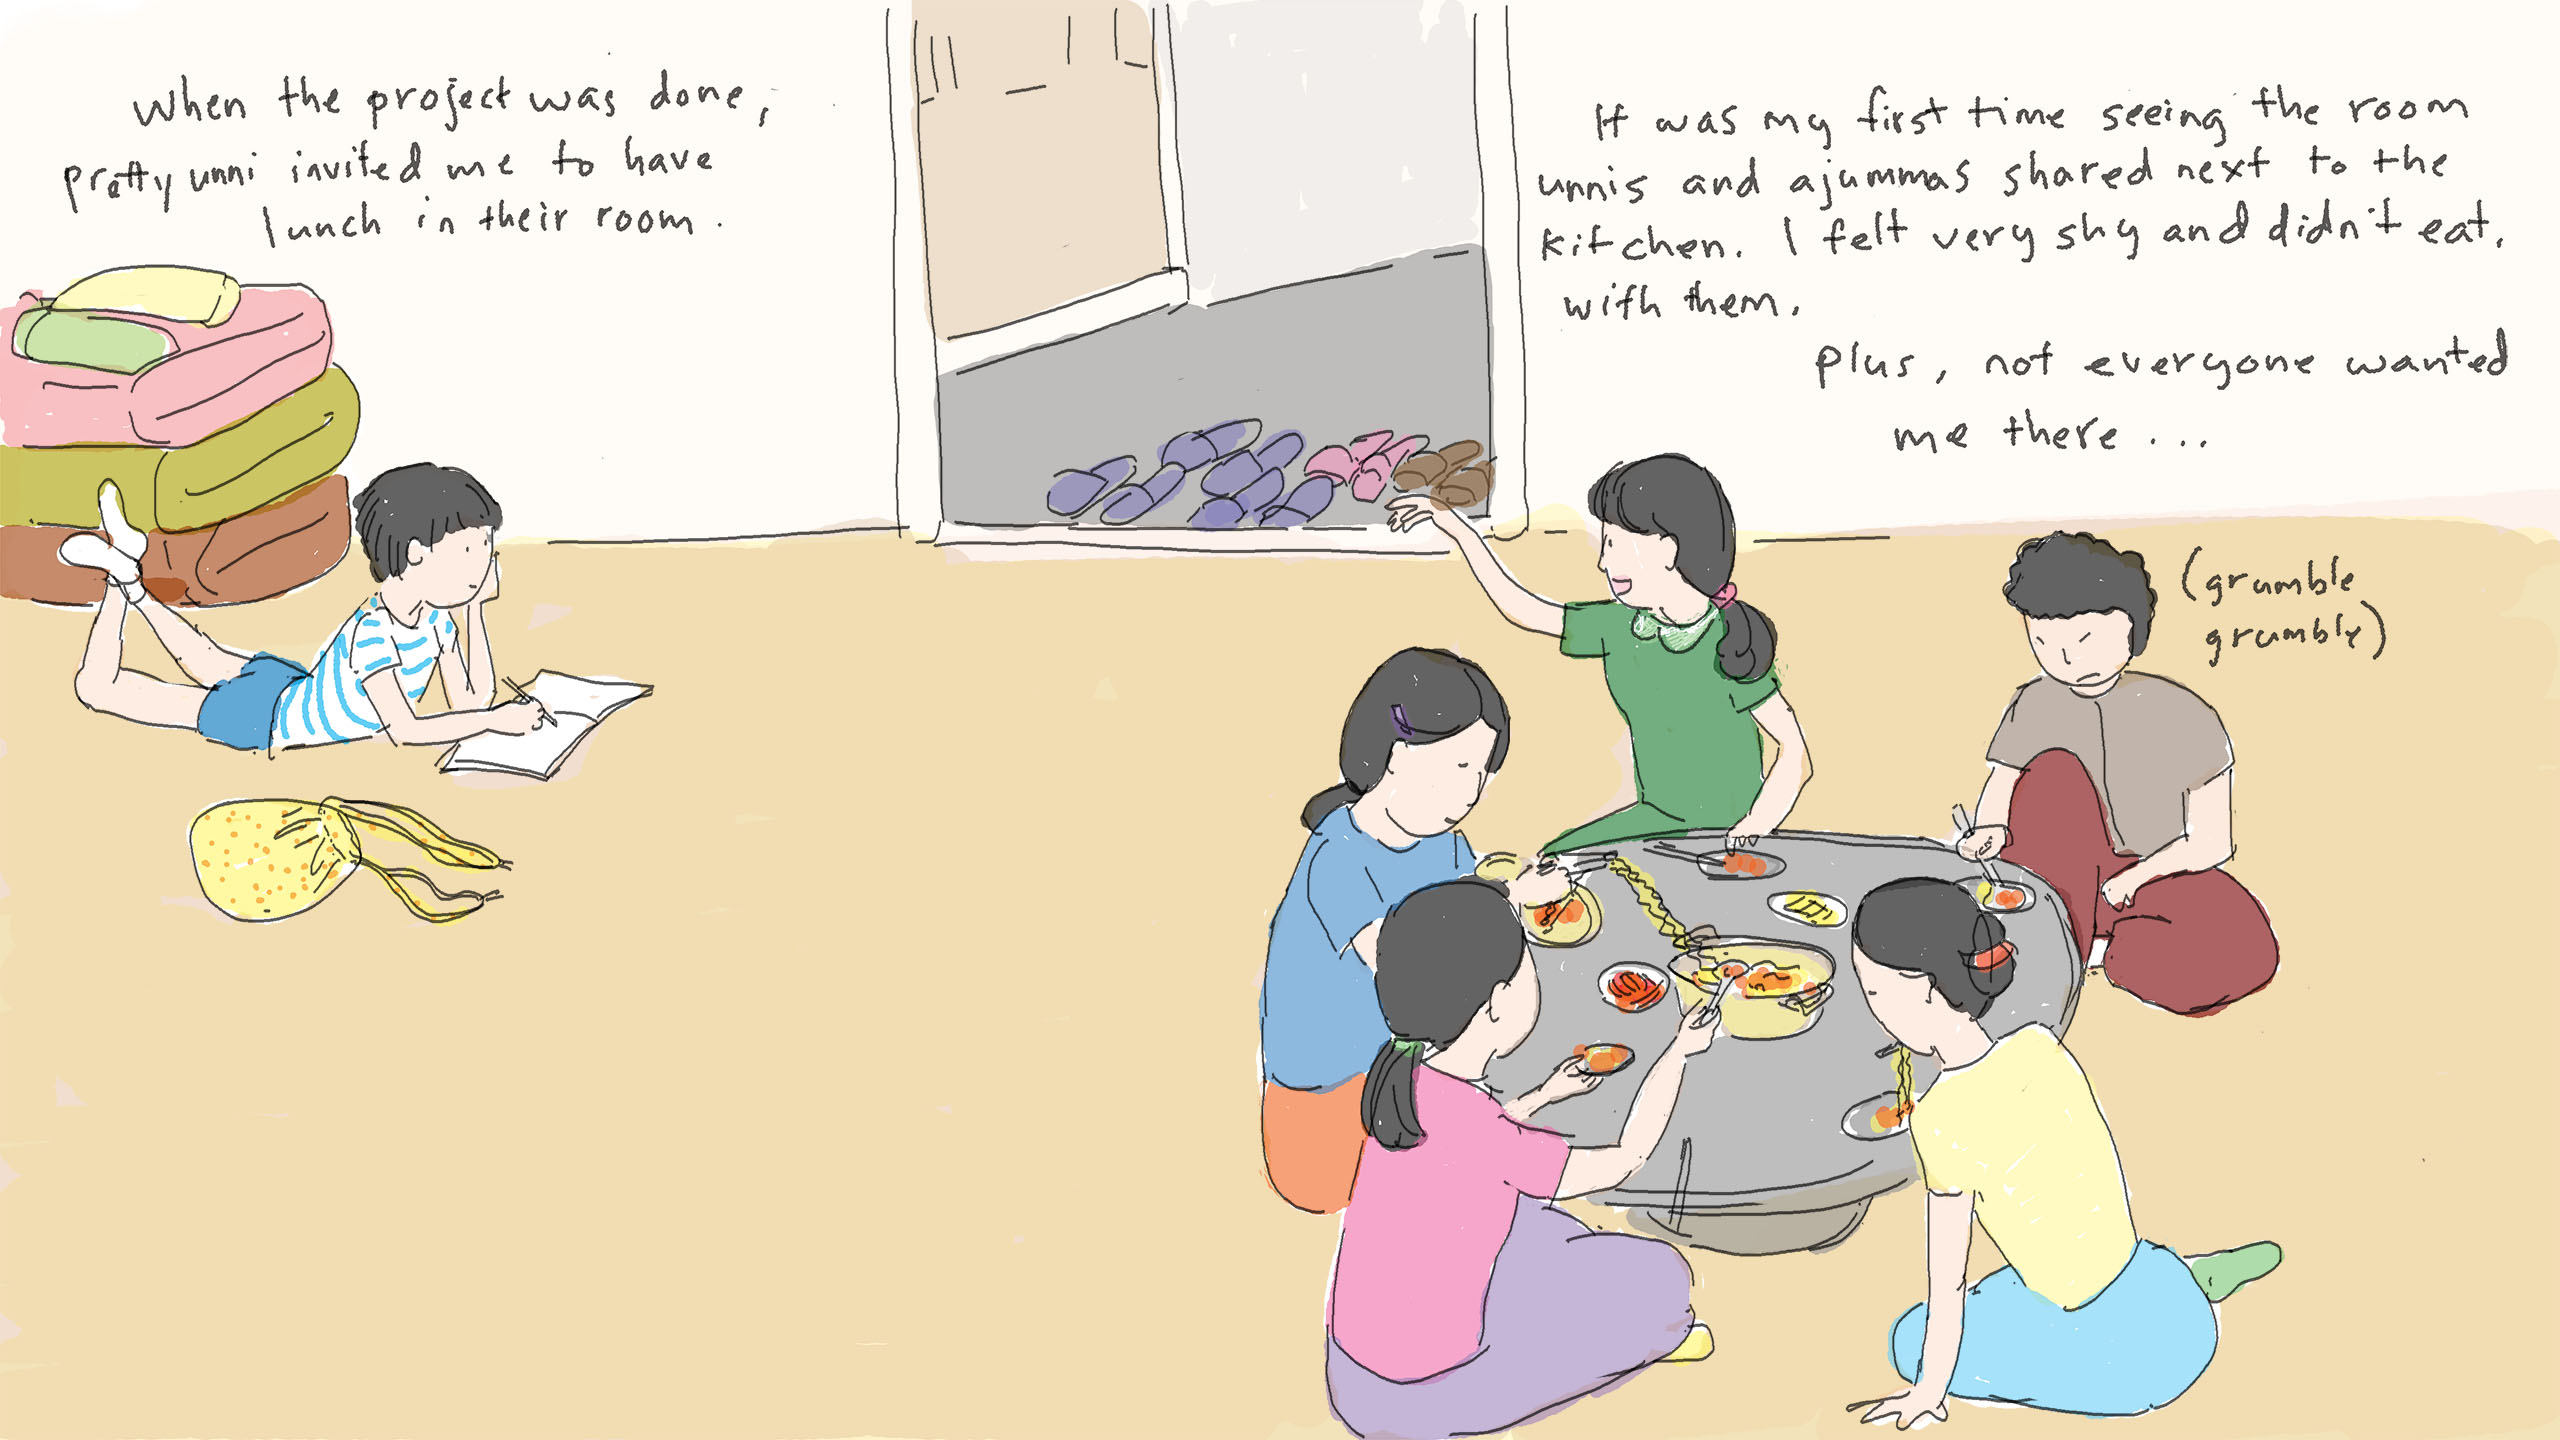 When the project was done,
pretty unni invited me to have
lunch in their room.
It was my first time seeing the room
unnis and ajummas shared next to the
kitchen. I felt very shy and didn't eat.
with them.
Plus, not everyone wanted
me there...
(grumble
grumble)